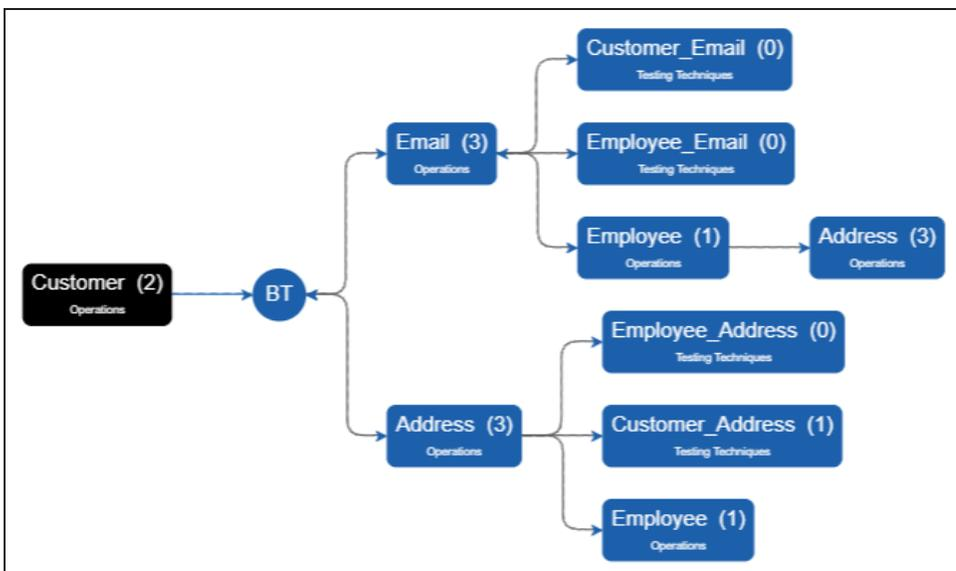 Customer (2)
Operations
BT
Email (3)
Operations
Customer_Email (0)
Testing Techniques
Employee_Email (0)
Testing Techniques
Employee (1)
Operations
Address (3)
Operations
Address (3)
Operations
Employee_Address (0)
Testing Techniques
Customer_Address (1)
Testing Techniques
Employee (1)
Operations